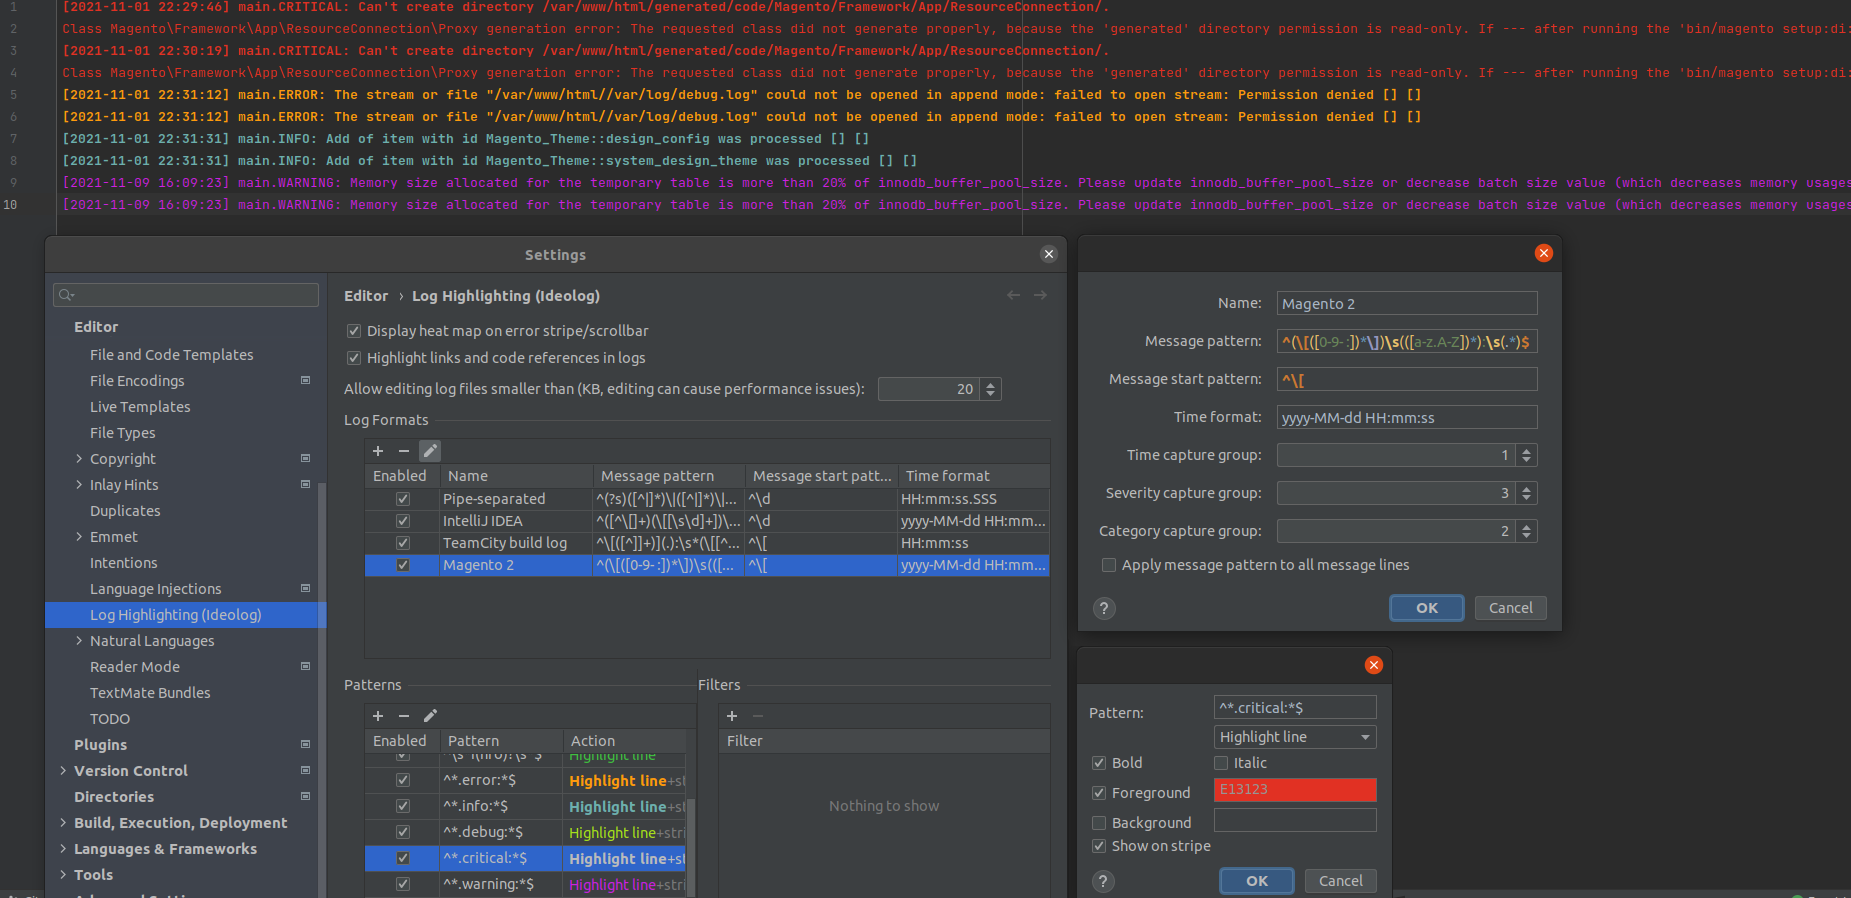 1 [2021-11-01 22:29:46] main.CRITICAL: Can't create directory /var/www/html/generated/code/Magento/Framework/App/ResourceConnection/.
2 Class Magento\Framework\App\ResourceConnection\Proxy generation error: The requested class did not generate properly, because the 'generated' directory permission is read-only. If --- after running the 'bin/magento setup:di:
3 [2021-11-01 22:30:19] main.CRITICAL: Can't create directory /var/www/html/generated/code/Magento/Framework/App/ResourceConnection/.
4 Class Magento\Framework\App\ResourceConnection\Proxy generation error: The requested class did not generate properly, because the 'generated' directory permission is read-only. If --- after running the 'bin/magento setup:di:
5 [2021-11-01 22:31:12] main.ERROR: The stream or file "/var/www/html//var/log/debug.log" could not be opened in append mode: failed to open stream: Permission denied [] []
6 [2021-11-01 22:31:12] main.ERROR: The stream or file "/var/www/html//var/log/debug.log" could not be opened in append mode: failed to open stream: Permission denied [] []
7 [2021-11-01 22:31:31] main.INFO: Add of item with id Magento_Theme::design_config was processed [] []
8 [2021-11-01 22:31:31] main.INFO: Add of item with id Magento_Theme::system_design_theme was processed [] []
9 [2021-11-09 16:09:23] main.WARNING: Memory size allocated for the temporary table is more than 20% of innodb_buffer_pool_size. Please update innodb_buffer_pool_size or decrease batch size value (which decreases memory usages
10 [2021-11-09 16:09:23] main.WARNING: Memory size allocated for the temporary table is more than 20% of innodb_buffer_pool_size. Please update innodb_buffer_pool_size or decrease batch size value (which decreases memory usages
Settings
Editor
File and Code Templates
File Encodings
Live Templates
File Types
Copyright
Inlay Hints
Duplicates
Emmet
Intentions
Language Injections
Log Highlighting (Ideolog)
Natural Languages
Reader Mode
TextMate Bundles
TODO
Plugins
Version Control
Directories
Build, Execution, Deployment
Languages & Frameworks
Tools
Editor › Log Highlighting (Ideolog)
Display heat map on error stripe/scrollbar
Highlight links and code references in logs
Allow editing log files smaller than (KB, editing can cause performance issues): 20
Log Formats
Enabled Name Message pattern Message start patt... Time format
Pipe-separated ^(?s)([^|]*)\|([^|]*)\|... ^\d HH:mm:ss.SSS
IntelliJ IDEA ^([^\[]+)(\[[\s\d]+])\... ^\d yyyy-MM-dd HH:mm...
TeamCity build log ^\[([^]]+)](.):\s*(\[[^... ^\[ HH:mm:ss
Magento 2 ^(\[([0-9- :])*\])\s(([... ^\[ yyyy-MM-dd HH:mm...
Patterns
Enabled Pattern Action
Highlight line
^*.error:*$ Highlight line+st
^*.info:*$ Highlight line+st
^*.debug:*$ Highlight line+stri
^*.critical:*$ Highlight line+st
^*.warning:*$ Highlight line+stri
Filters
Filter
Nothing to show
Name: Magento 2
Message pattern: ^(\[([0-9- :])*\])\s(([a-z.A-Z])*):\s(.*)$
Message start pattern: ^\[
Time format: yyyy-MM-dd HH:mm:ss
Time capture group: 1
Severity capture group: 3
Category capture group: 2
Apply message pattern to all message lines
? OK Cancel
Pattern: ^*.critical:*$
Highlight line
Bold Italic
Foreground E13123
Background
Show on stripe
? OK Cancel